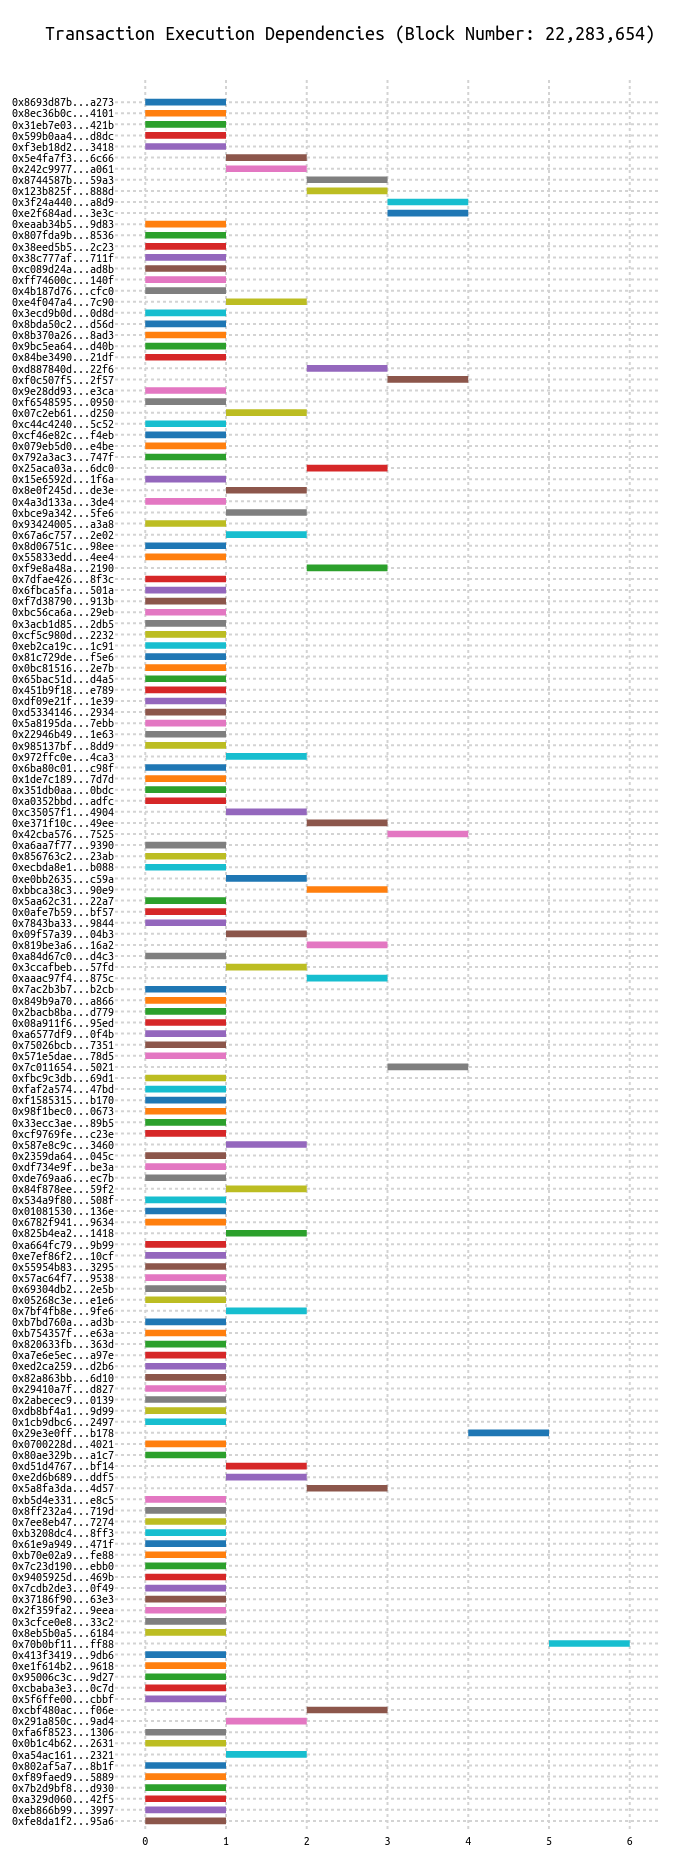 Transaction Execution Dependencies (Block Number: 22,283,654)
0x8693d87b...a273
0x8ec36b0c...4101
0x31eb7e03...421b
0x599b0aa4...d8dc
0xf3eb18d2...3418
0x5e4fa7f3...6c66
0x242c9977...a061
0x8744587b...59a3
0x123b825f...888d
0x3f24a440...a8d9
0xe2f684ad...3e3c
0xeaab34b5...9d83
0x807fda9b...8536
0x38eed5b5...2c23
0x38c777af...711f
0xc089d24a...ad8b
0xff74600c...140f
0x4b187d76...cfc0
0xe4f047a4...7c90
0x3ecd9b0d...0d8d
0x8bda50c2...d56d
0x8b370a26...8ad3
0x9bc5ea64...d40b
0x84be3490...21df
0xd887840d...22f6
0xf0c507f5...2f57
0x9e28dd93...e3ca
0xf6548595...0950
0x07c2eb61...d250
0xc44c4240...5c52
0xcf46e82c...f4eb
0x079eb5d0...e4be
0x792a3ac3...747f
0x25aca03a...6dc0
0x15e6592d...1f6a
0x8e0f245d...de3e
0x4a3d133a...3de4
0xbce9a342...5fe6
0x93424005...a3a8
0x67a6c757...2e02
0x8d06751c...98ee
0x55833edd...4ee4
0xf9e8a48a...2190
0x7dfae426...8f3c
0x6fbca5fa...501a
0xf7d38790...913b
0xbc56ca6a...29eb
0x3acb1d85...2db5
0xcf5c980d...2232
0xeb2ca19c...1c91
0x81c729de...f5e6
0x0bc81516...2e7b
0x65bac51d...d4a5
0x451b9f18...e789
0xdf09e21f...1e39
0xd5334146...2934
0x5a8195da...7ebb
0x22946b49...1e63
0x985137bf...8dd9
0x972ffc0e...4ca3
0x6ba80c01...c98f
0x1de7c189...7d7d
0x351db0aa...0bdc
0xa0352bbd...adfc
0xc35057f1...4904
0xe371f10c...49ee
0x42cba576...7525
0xa6aa7f77...9390
0x856763c2...23ab
0xecbda8e1...b088
0xe0bb2635...c59a
0xbbca38c3...90e9
0x5aa62c31...22a7
0x0afe7b59...bf57
0x7843ba33...9844
0x09f57a39...04b3
0x819be3a6...16a2
0xa84d67c0...d4c3
0x3ccafbeb...57fd
0xaaac97f4...875c
0x7ac2b3b7...b2cb
0x849b9a70...a866
0x2bacb8ba...d779
0x08a911f6...95ed
0xa6577df9...0f4b
0x75026bcb...7351
0x571e5dae...78d5
0x7c011654...5021
0xfbc9c3db...69d1
0xfaf2a574...47bd
0xf1585315...b170
0x98f1bec0...0673
0x33ecc3ae...89b5
0xcf9769fe...c23e
0x587e8c9c...3460
0x2359da64...045c
0xdf734e9f...be3a
0xde769aa6...ec7b
0x84f878ee...59f2
0x534a9f80...508f
0x01081530...136e
0x6782f941...9634
0x825b4ea2...1418
0xa664fc79...9b99
0xe7ef86f2...10cf
0x55954b83...3295
0x57ac64f7...9538
0x69304db2...2e5b
0x05268c3e...e1e6
0x7bf4fb8e...9fe6
0xb7bd760a...ad3b
0xb754357f...e63a
0x820633fb...363d
0xa7e6e5ec...a97e
0xed2ca259...d2b6
0x82a863bb...6d10
0x29410a7f...d827
0x2abecec9...0139
0xdb8bf4a1...9d99
0x1cb9dbc6...2497
0x29e3e0ff...b178
0x0700228d...4021
0x80ae329b...a1c7
0xd51d4767...bf14
0xe2d6b689...ddf5
0x5a8fa3da...4d57
0xb5d4e331...e8c5
0x8ff232a4...719d
0x7ee8eb47...7274
0xb3208dc4...8ff3
0x61e9a949...471f
0xb70e02a9...fe88
0x7c23d190...ebb0
0x9405925d...469b
0x7cdb2de3...0f49
0x37186f90...63e3
0x2f359fa2...9eea
0x3cfce0e8...33c2
0x8eb5b0a5...6184
0x70b0bf11...ff88
0x413f3419...9db6
0xe1f614b2...9618
0x95006c3c...9d27
0xcbaba3e3...0c7d
0x5f6ffe00...cbbf
0xcbf480ac...f06e
0x291a850c...9ad4
0xfa6f8523...1306
0x0b1c4b62...2631
0xa54ac161...2321
0x802af5a7...8b1f
0xf89faed9...5889
0x7b2d9bf8...d930
0xa329d060...42f5
0xeb866b99...3997
0xfe8da1f2...95a6
0 1 2 3 4 5 6